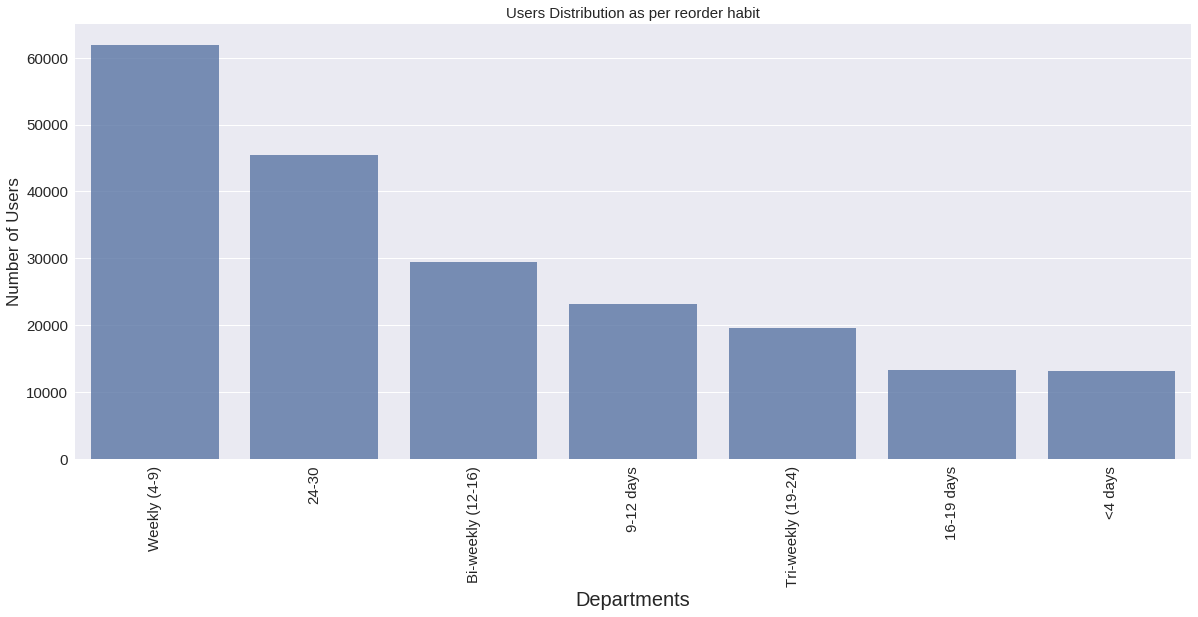 Users Distribution as per reorder habit
Number of Users
60000
50000
40000
30000
20000
10000
0
Weekly (4-9)
24-30
Bi-weekly (12-16)
9-12 days
Tri-weekly (19-24)
16-19 days
<4 days
Departments